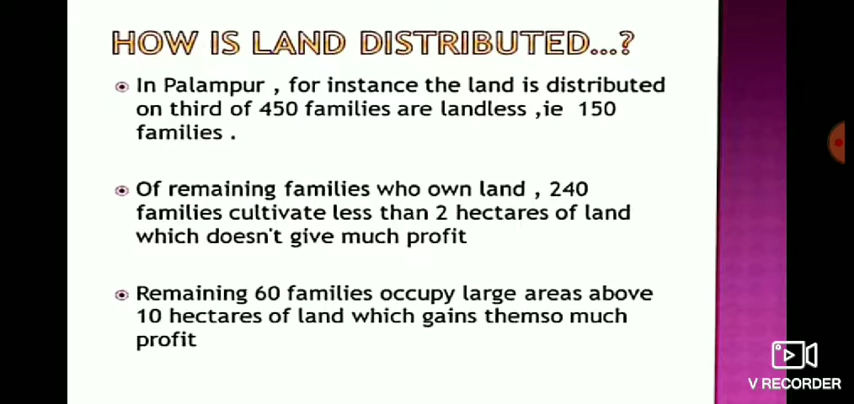 HOW IS LAND DISTRIBUTED...?
In Palampur , for instance the land is distributed
on third of 450 families are landless ,ie 150
families .
Of remaining families who own land , 240
families cultivate less than 2 hectares of land
which doesn't give much profit
Remaining 60 families occupy large areas above
10 hectares of land which gains themso much
profit
V RECORDER